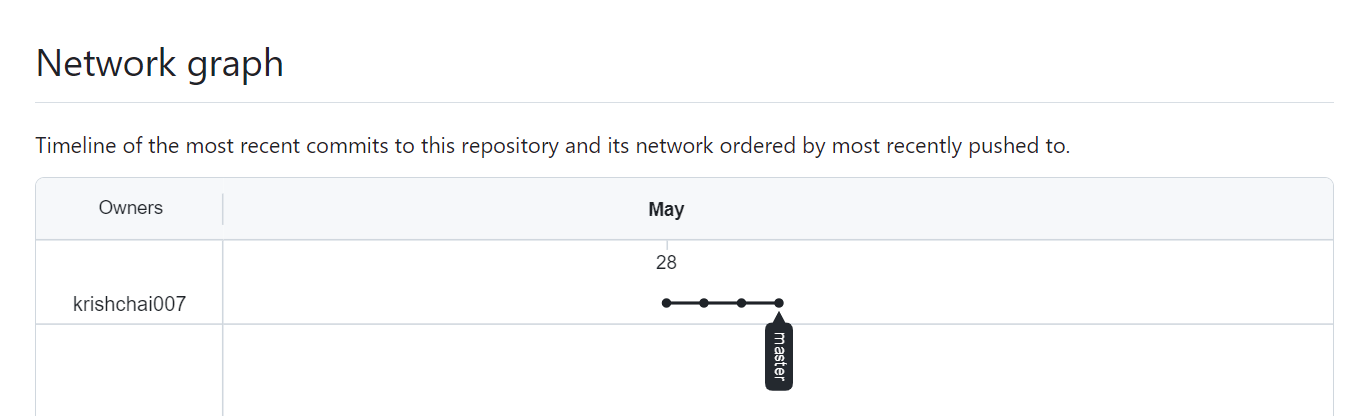 Network graph
Timeline of the most recent commits to this repository and its network ordered by most recently pushed to.
Owners
May
28
krishchai007
master